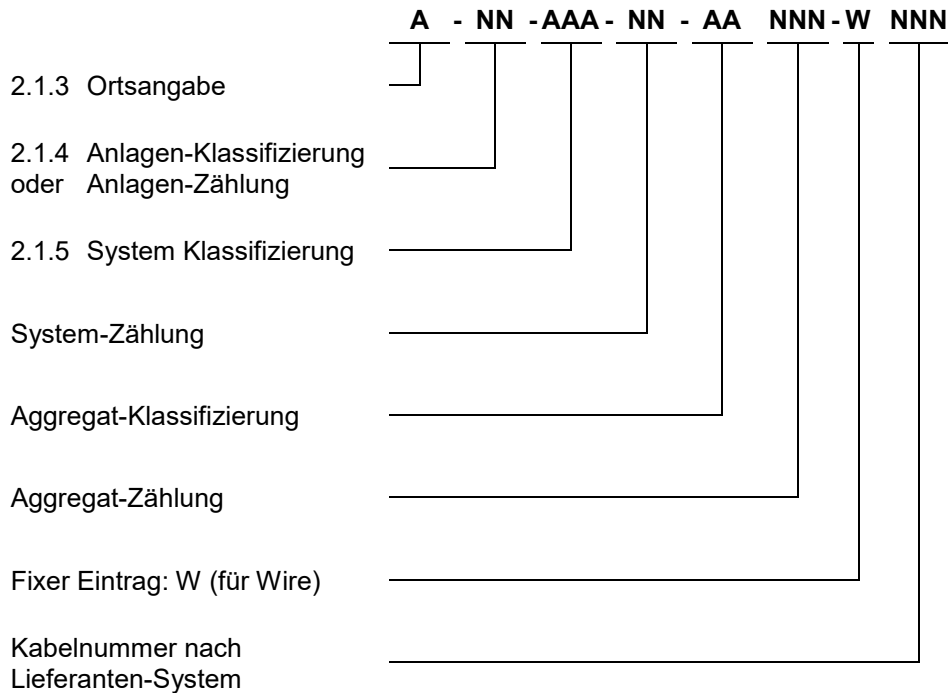 A - NN - AAA - NN - AA NNN - W NNN
2.1.3 Ortsangabe
2.1.4 Anlagen-Klassifizierung
oder Anlagen-Zählung
2.1.5 System Klassifizierung
System-Zählung
Aggregat-Klassifizierung
Aggregat-Zählung
Fixer Eintrag: W (für Wire)
Kabelnummer nach
Lieferanten-System